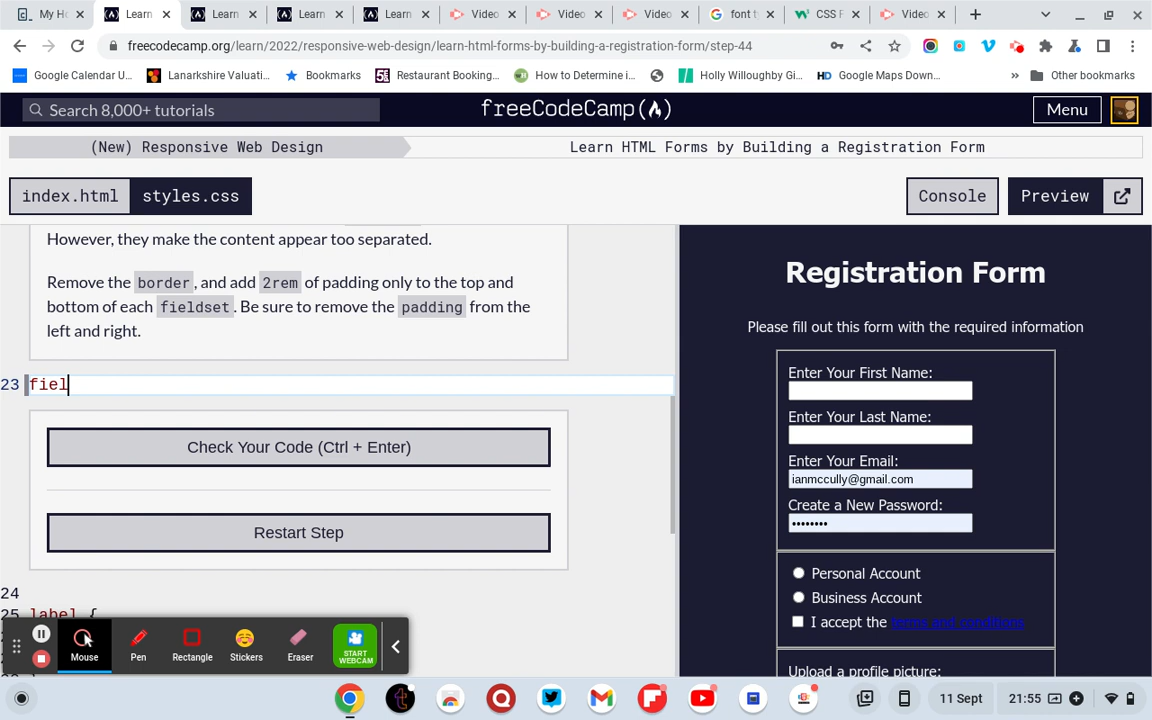 My H
Learn
Learn
Learn
Learn
Video
Video
Video
font t
CSS F
Video
freecodecamp.org/learn/2022/responsive-web-design/learn-html-forms-by-building-a-registration-form/step-44
Google Calendar U...
Lanarkshire Valuati...
Bookmarks
Restaurant Booking...
How to Determine i...
Holly Willoughby Gi...
HD Google Maps Down...
» Other bookmarks
Search 8,000+ tutorials
freeCodeCamp
Menu
(New) Responsive Web Design
Learn HTML Forms by Building a Registration Form
index.html
styles.css
Console
Preview
However, they make the content appear too separated.
Remove the border, and add 2rem of padding only to the top and
bottom of each fieldset. Be sure to remove the padding from the
left and right.
23 fiel
Check Your Code (Ctrl + Enter)
Restart Step
24
25 label {
Registration Form
Please fill out this form with the required information
Enter Your First Name:
Enter Your Last Name:
Enter Your Email:
ianmccully@gmail.com
Create a New Password:
••••••••
Personal Account
Business Account
I accept the terms and conditions
Upload a profile picture:
Mouse
Pen
Rectangle
Stickers
Eraser
START
WEBCAM
11 Sept
21:55